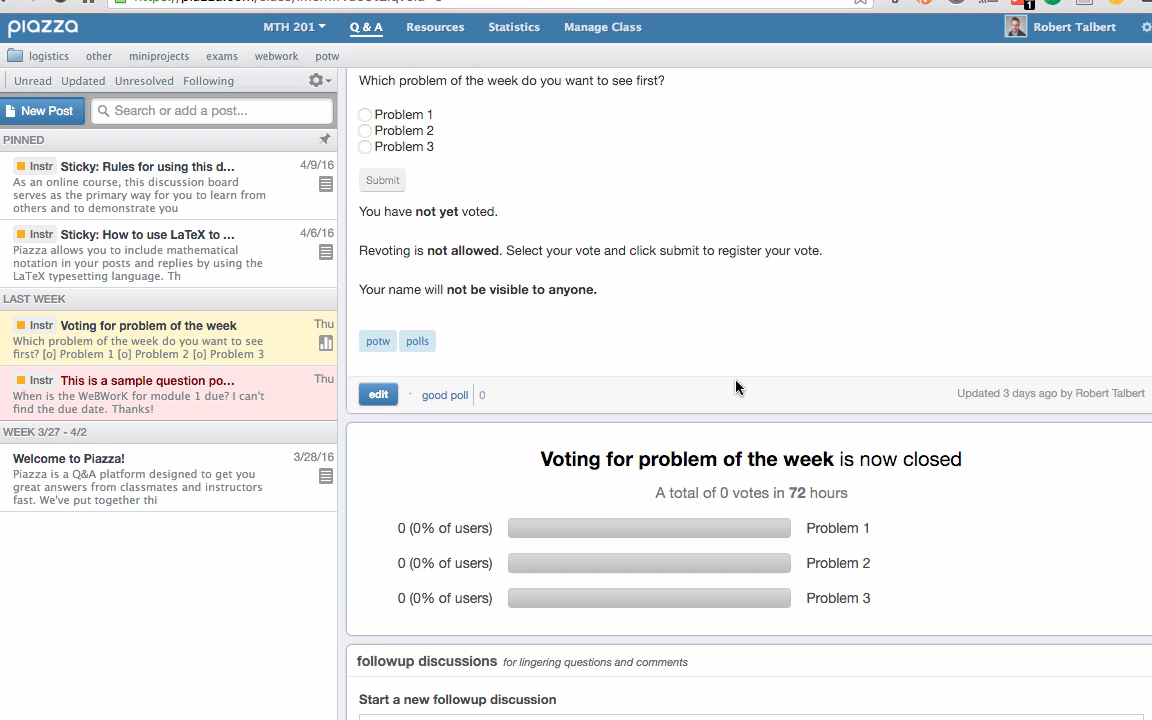 1
piazza
MTH 201 Q & A Resources Statistics Manage Class Robert Talbert
logistics other miniprojects exams webwork potw
Unread Updated Unresolved Following
New Post Search or add a post...
PINNED
Instr Sticky: Rules for using this d... 4/9/16
As an online course, this discussion board
serves as the primary way for you to learn from
others and to demonstrate you
Instr Sticky: How to use LaTeX to ... 4/6/16
Piazza allows you to include mathematical
notation in your posts and replies by using the
LaTeX typesetting language. Th
LAST WEEK
Instr Voting for problem of the week Thu
Which problem of the week do you want to see
first? [o] Problem 1 [o] Problem 2 [o] Problem 3
Instr This is a sample question po... Thu
When is the WeBWorK for module 1 due? I can't
find the due date. Thanks!
WEEK 3/27 - 4/2
Welcome to Piazza! 3/28/16
Piazza is a Q&A platform designed to get you
great answers from classmates and instructors
fast. We've put together thi
Which problem of the week do you want to see first?
Problem 1
Problem 2
Problem 3
Submit
You have not yet voted.
Revoting is not allowed. Select your vote and click submit to register your vote.
Your name will not be visible to anyone.
potw polls
edit · good poll 0 Updated 3 days ago by Robert Talbert
Voting for problem of the week is now closed
A total of 0 votes in 72 hours
0 (0% of users) Problem 1
0 (0% of users) Problem 2
0 (0% of users) Problem 3
followup discussions for lingering questions and comments
Start a new followup discussion